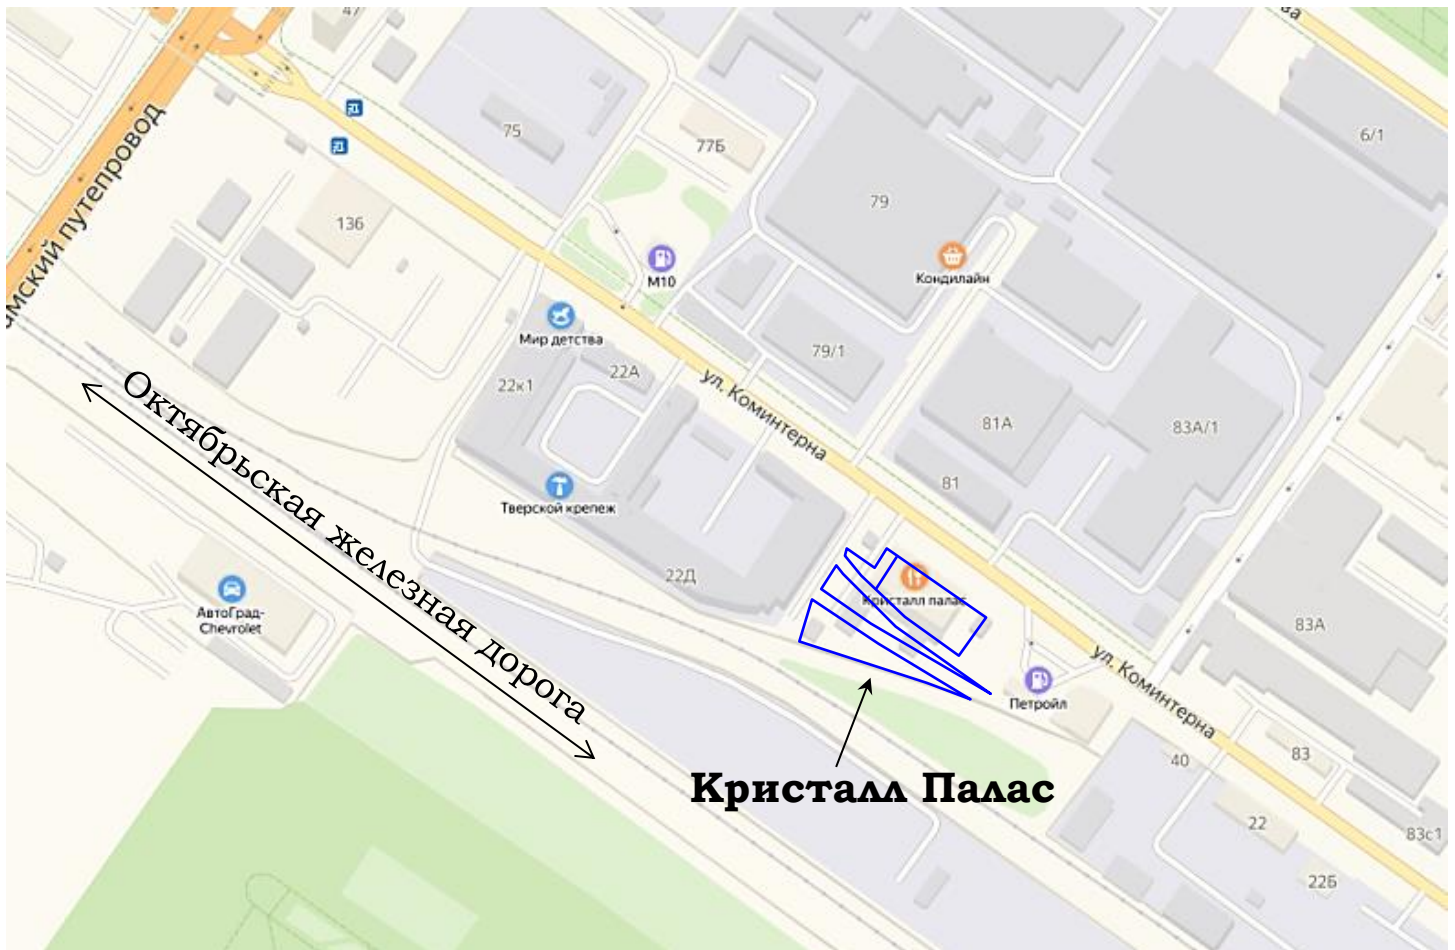 47
ва
75
77Б
6/1
136
79
М10
Кондилайн
Мир детства
79/1
22к1
22А
ул. Коминтерна
81А
83А/1
81
Октябрьская железная дорога
Тверской крепеж
22Д
Кристалл палас
АвтоГрад-
Chevrolet
83А
ул. Коминтерна
Петройл
Кристалл Палас
40
83
22
83с1
22Б
мский путепровод